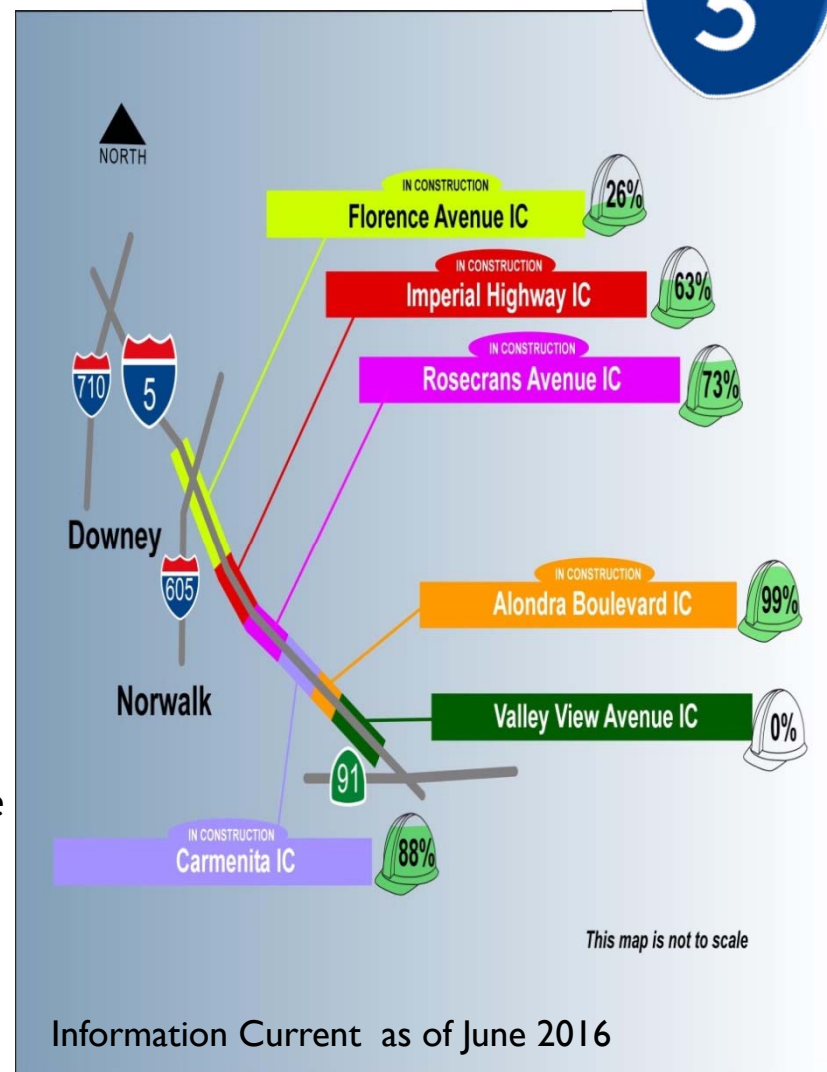 5
NORTH
IN CONSTRUCTION
Florence Avenue IC
26%
IN CONSTRUCTION
Imperial Highway IC
63%
IN CONSTRUCTION
Rosecrans Avenue IC
73%
710
5
Downey
605
Norwalk
IN CONSTRUCTION
Alondra Boulevard IC
99%
Valley View Avenue IC
0%
91
IN CONSTRUCTION
Carmenita IC
88%
e
This map is not to scale
Information Current as of June 2016